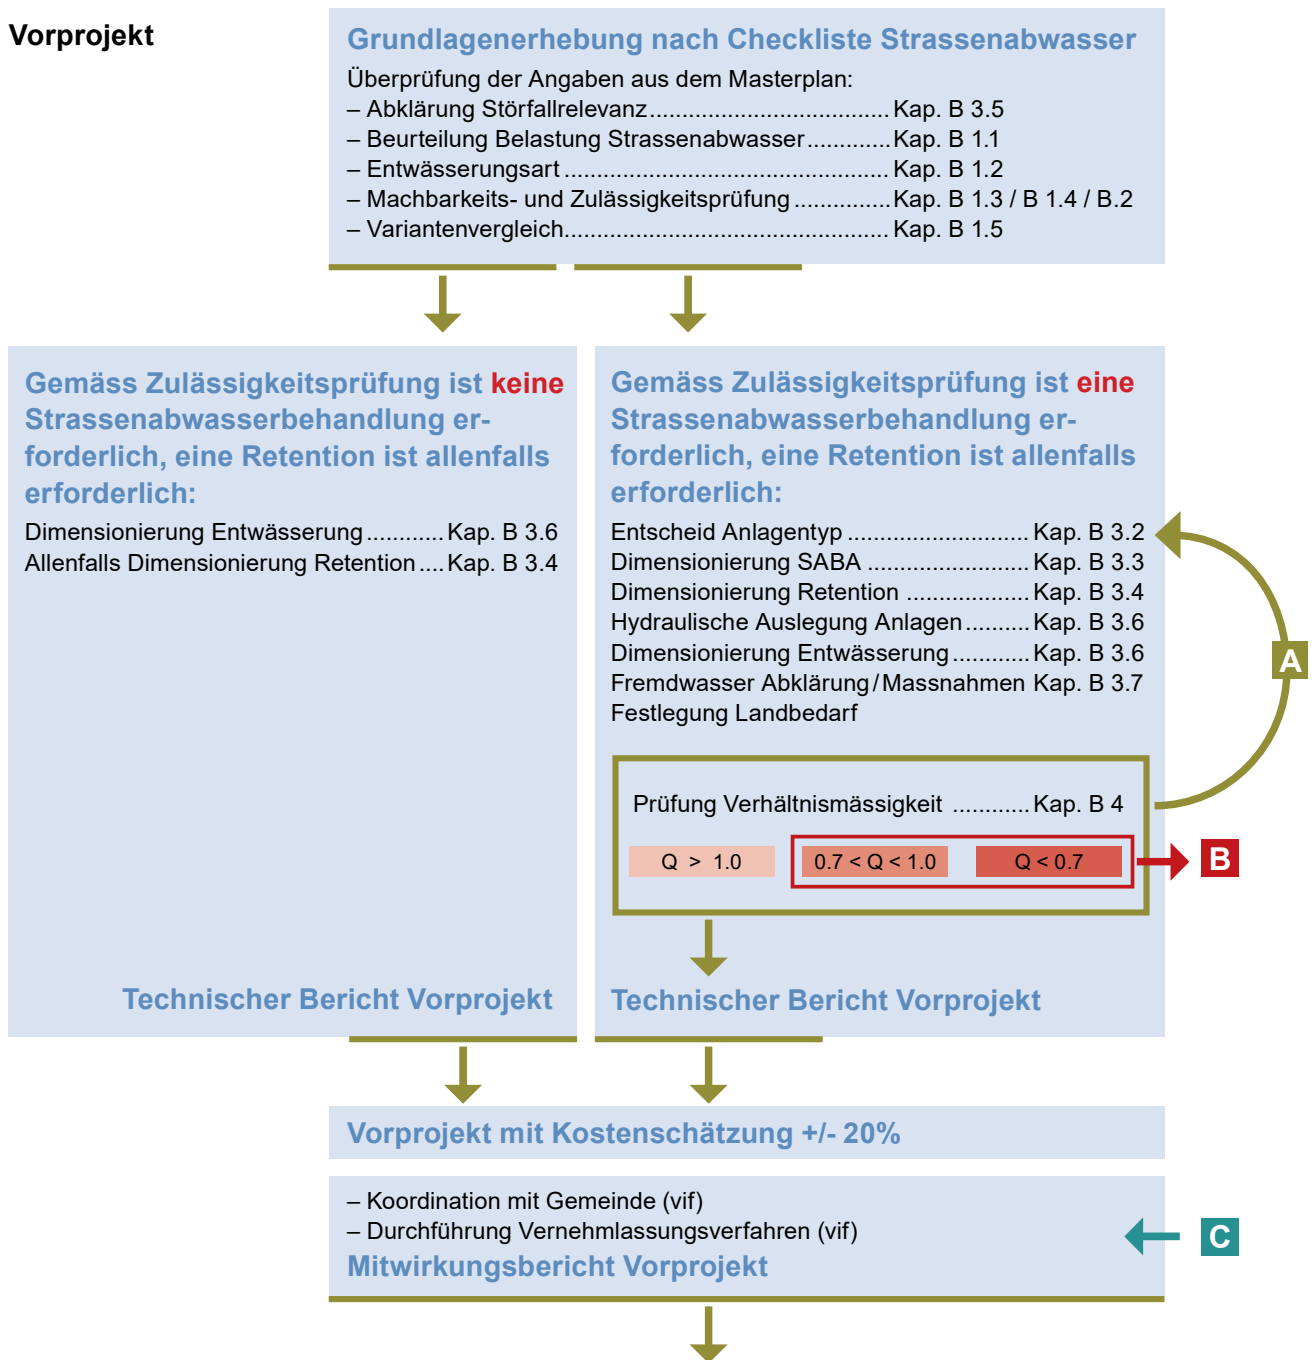 Vorprojekt
Grundlagenerhebung nach Checkliste Strassenabwasser
Überprüfung der Angaben aus dem Masterplan:
– Abklärung Störfallrelevanz..................................... Kap. B 3.5
– Beurteilung Belastung Strassenabwasser.............Kap. B 1.1
– Entwässerungsart .................................................. Kap. B 1.2
– Machbarkeits- und Zulässigkeitsprüfung ...............Kap. B 1.3 / B 1.4 / B.2
– Variantenvergleich.................................................. Kap. B 1.5
Gemäss Zulässigkeitsprüfung ist keine
Strassenabwasserbehandlung er-
forderlich, eine Retention ist allenfalls
erforderlich:
Dimensionierung Entwässerung............ Kap. B 3.6
Allenfalls Dimensionierung Retention .... Kap. B 3.4
Technischer Bericht Vorprojekt
Gemäss Zulässigkeitsprüfung ist eine
Strassenabwasserbehandlung er-
forderlich, eine Retention ist allenfalls
erforderlich:
Entscheid Anlagentyp ............................ Kap. B 3.2
Dimensionierung SABA ......................... Kap. B 3.3
Dimensionierung Retention ................... Kap. B 3.4
Hydraulische Auslegung Anlagen.......... Kap. B 3.6
Dimensionierung Entwässerung............ Kap. B 3.6
Fremdwasser Abklärung/Massnahmen Kap. B 3.7
Festlegung Landbedarf
A
Prüfung Verhältnismässigkeit ............ Kap. B 4
Q > 1.0 0.7 < Q < 1.0 Q < 0.7
B
Technischer Bericht Vorprojekt
Vorprojekt mit Kostenschätzung +/- 20%
– Koordination mit Gemeinde (vif)
– Durchführung Vernehmlassungsverfahren (vif)
C
Mitwirkungsbericht Vorprojekt